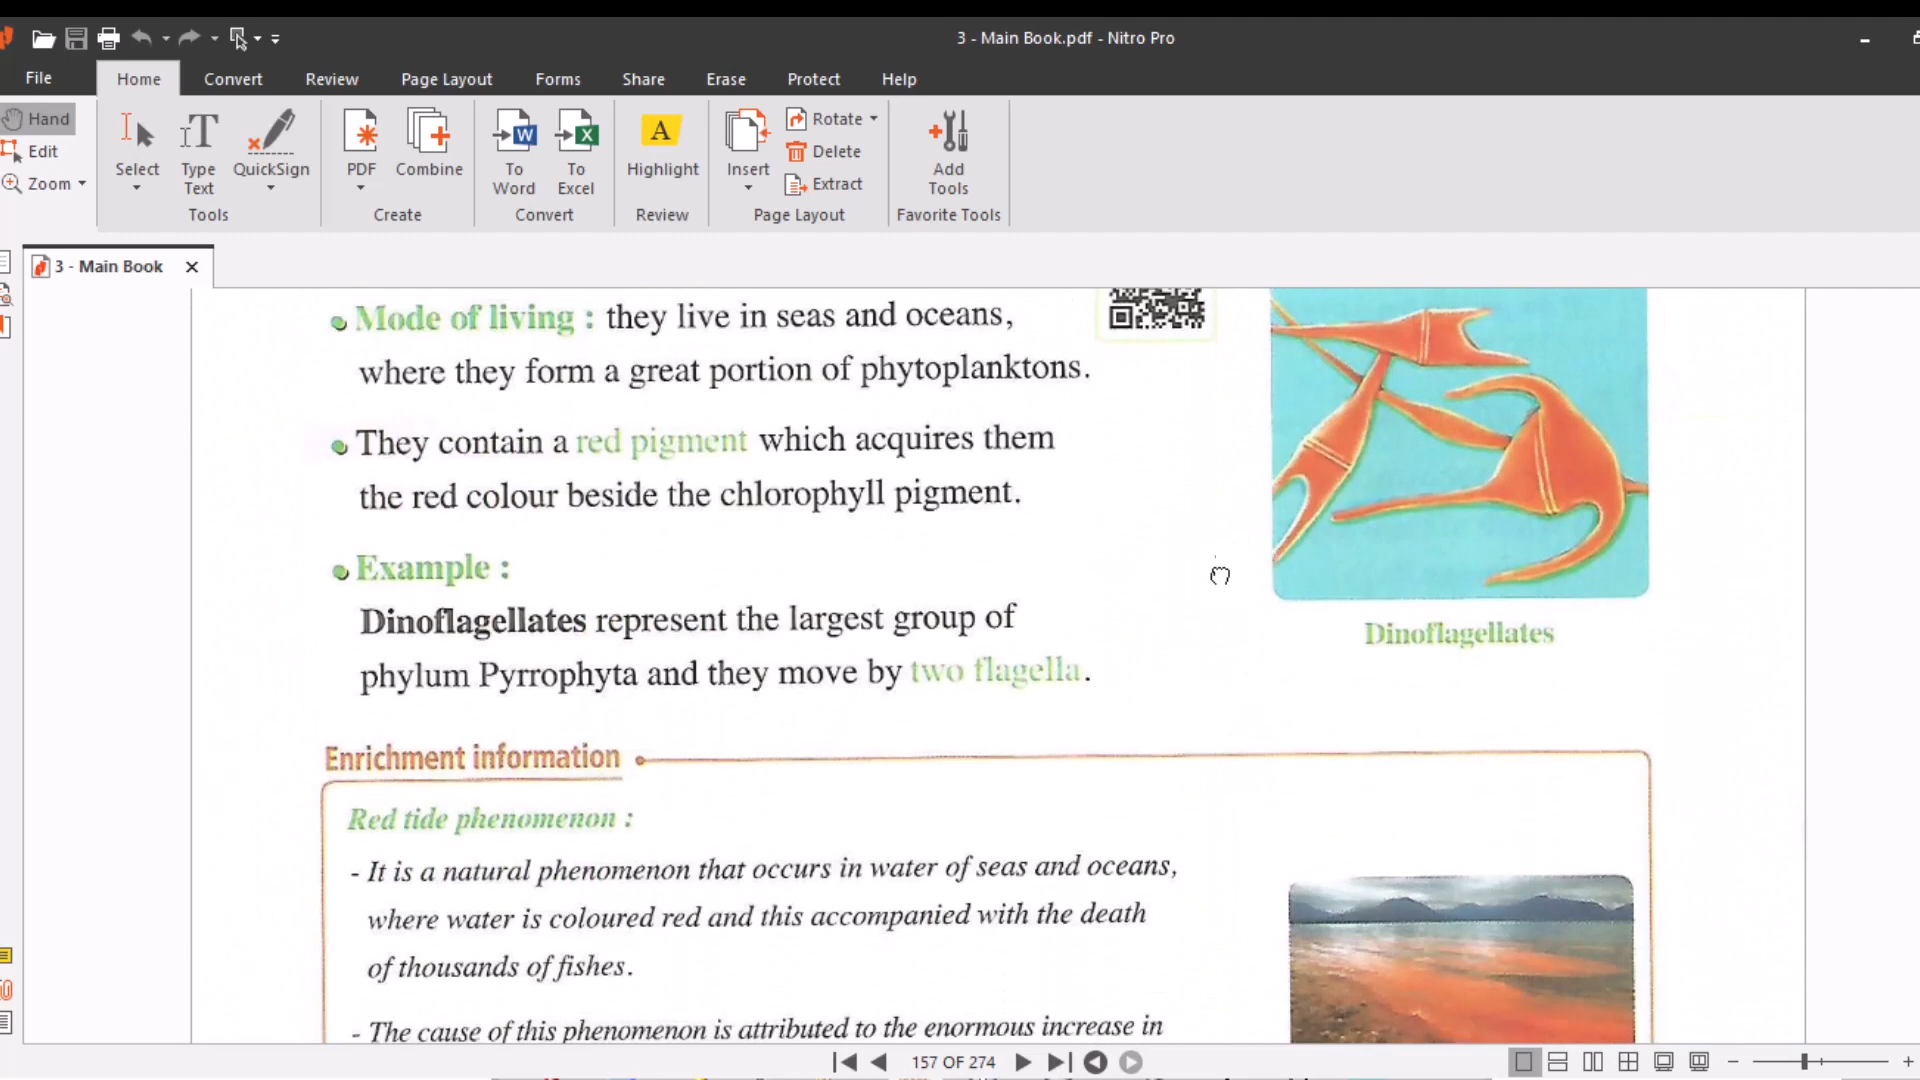 3 - Main Book.pdf - Nitro Pro
File Home Convert Review Page Layout Forms Share Erase Protect Help
Hand
Edit
Zoom
Select
Type Text
QuickSign
Tools
PDF
Combine
Create
To Word
To Excel
Convert
Highlight
Review
Insert
Rotate
Delete
Extract
Page Layout
Add Tools
Favorite Tools
3 - Main Book
Mode of living : they live in seas and oceans,
where they form a great portion of phytoplanktons.
They contain a red pigment which acquires them
the red colour beside the chlorophyll pigment.
Example :
Dinoflagellates represent the largest group of
phylum Pyrrophyta and they move by two flagella.
Dinoflagellates
Enrichment information
Red tide phenomenon :
- It is a natural phenomenon that occurs in water of seas and oceans,
where water is coloured red and this accompanied with the death
of thousands of fishes.
- The cause of this phenomenon is attributed to the enormous increase in
157 OF 274